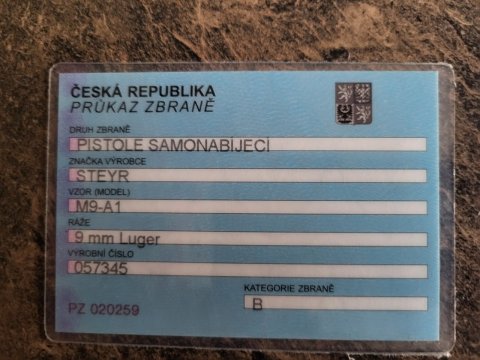 ČESKÁ REPUBLIKA
PRŮKAZ ZBRANĚ
DRUH ZBRANĚ
PISTOLE SAMONABÍJECÍ
ZNAČKA VÝROBCE
STEYR
VZOR (MODEL)
M9-A1
RÁŽE
9 mm Luger
VÝROBNÍ ČÍSLO
057345
KATEGORIE ZBRANĚ
B
PZ 020259